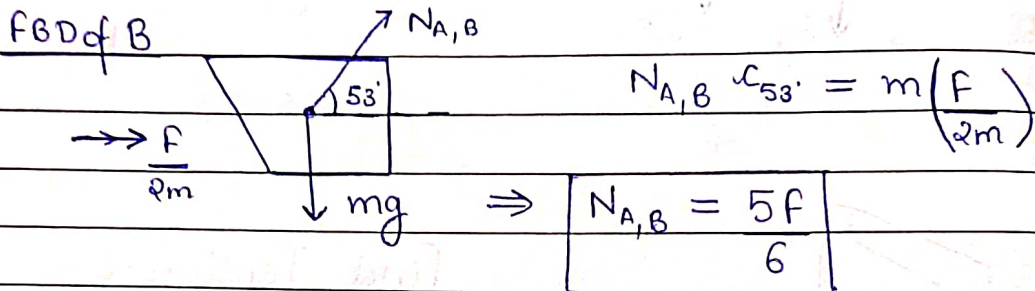 FBD of B
N_{A,B}
53°
N_{A,B} C_{53°} = m(F/2m)
F/2m
mg
⇒ N_{A,B} = 5F/6